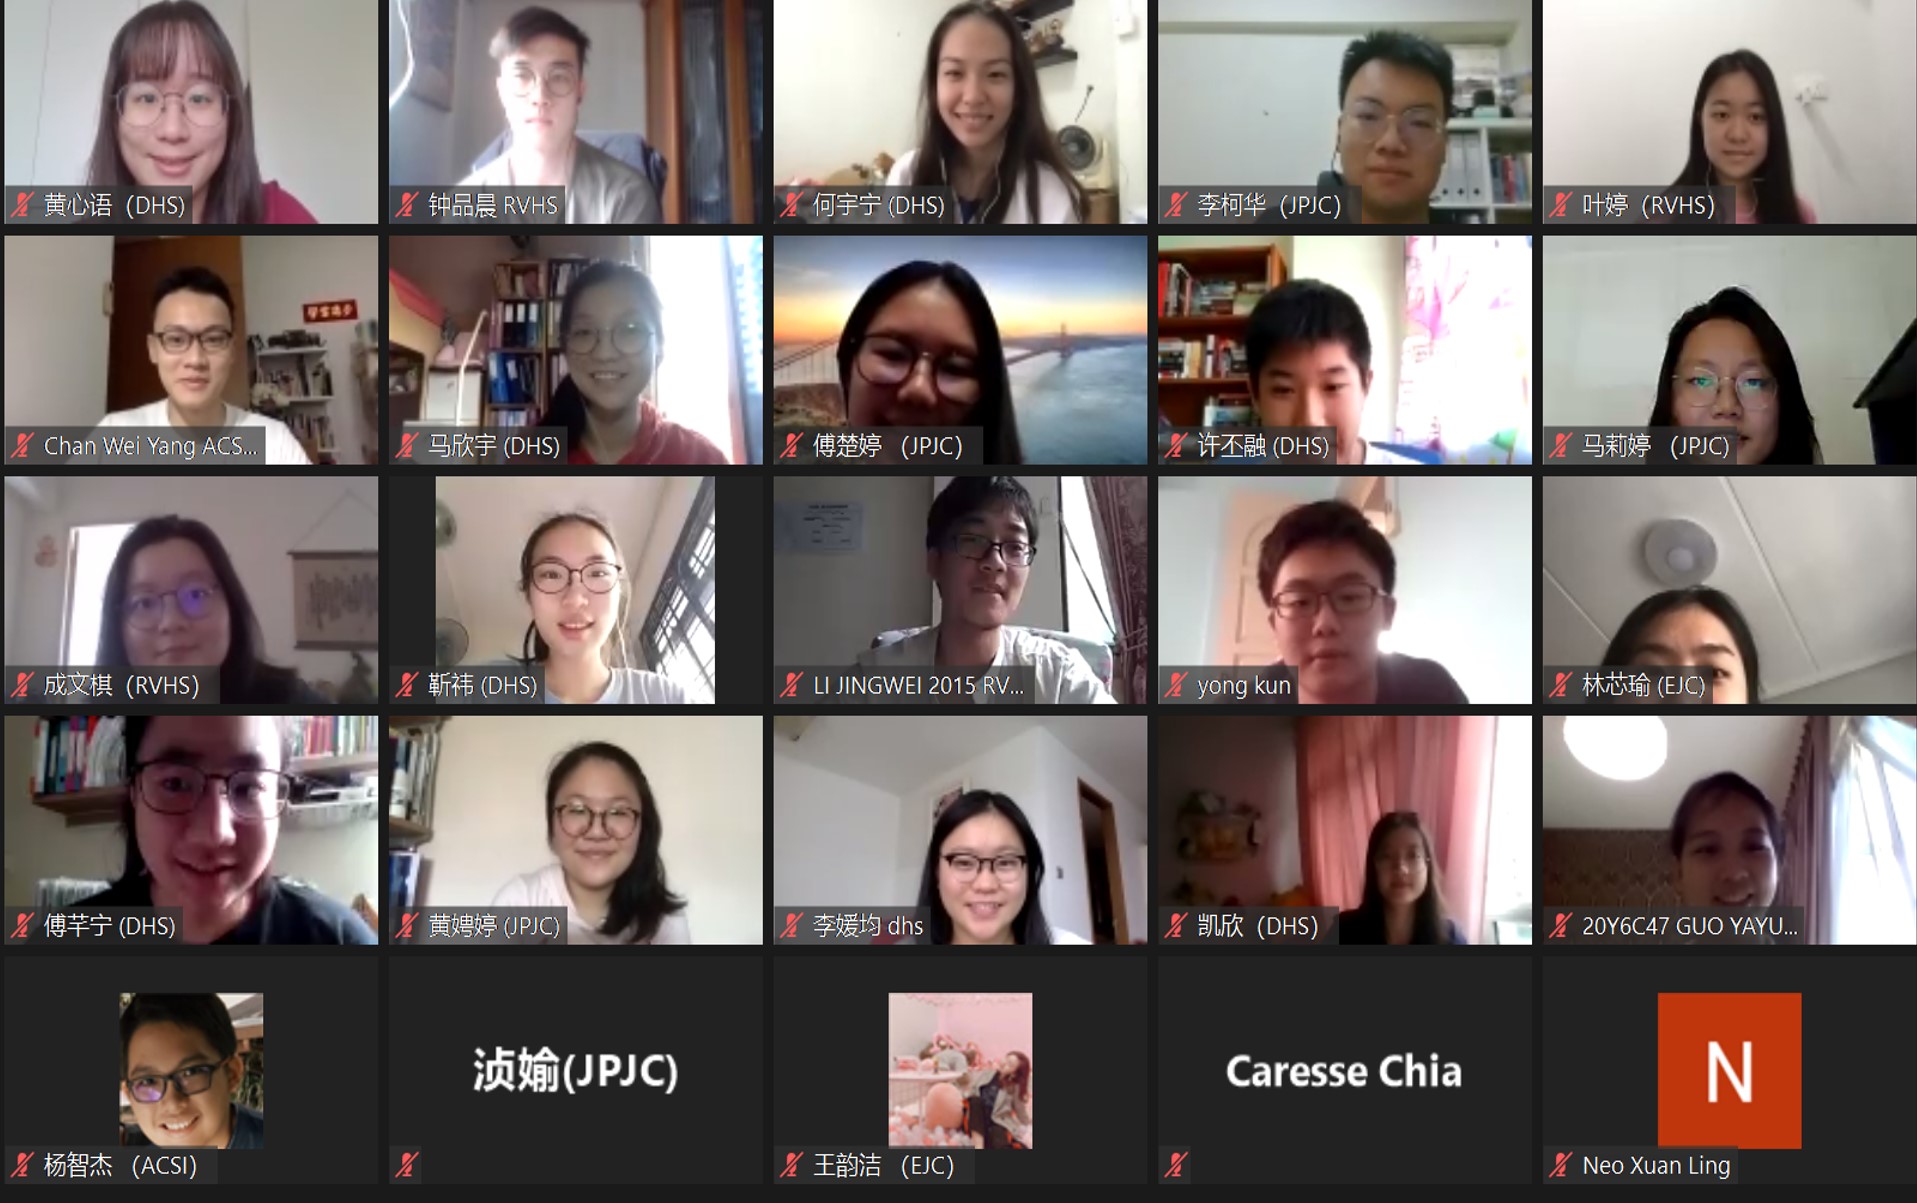 黄心语（DHS)
钟品晨 RVHS
何宇宁 (DHS)
李柯华（JPJC）
叶婷（RVHS）
Chan Wei Yang ACS...
马欣宇 (DHS)
傅楚婷 （JPJC）
许丕融 (DHS)
马莉婷 （JPJC）
成文棋（RVHS）
靳祎 (DHS)
LI JINGWEI 2015 RV...
yong kun
林芯瑜 (EJC)
傅芊宁 (DHS)
黄娉婷 (JPJC)
李媛均 dhs
凯欣（DHS）
20Y6C47 GUO YAYU...
杨智杰 （ACSI）
浈媮(JPJC)
王韵洁 （EJC）
Caresse Chia
N
Neo Xuan Ling